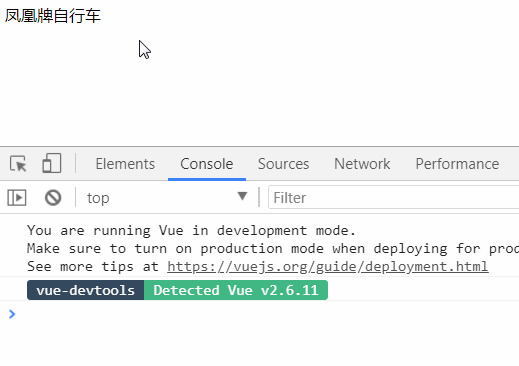 凤凰牌自行车
Elements Console Sources Network Performance
top Filter
You are running Vue in development mode.
Make sure to turn on production mode when deploying for prod
See more tips at https://vuejs.org/guide/deployment.html
vue-devtools Detected Vue v2.6.11